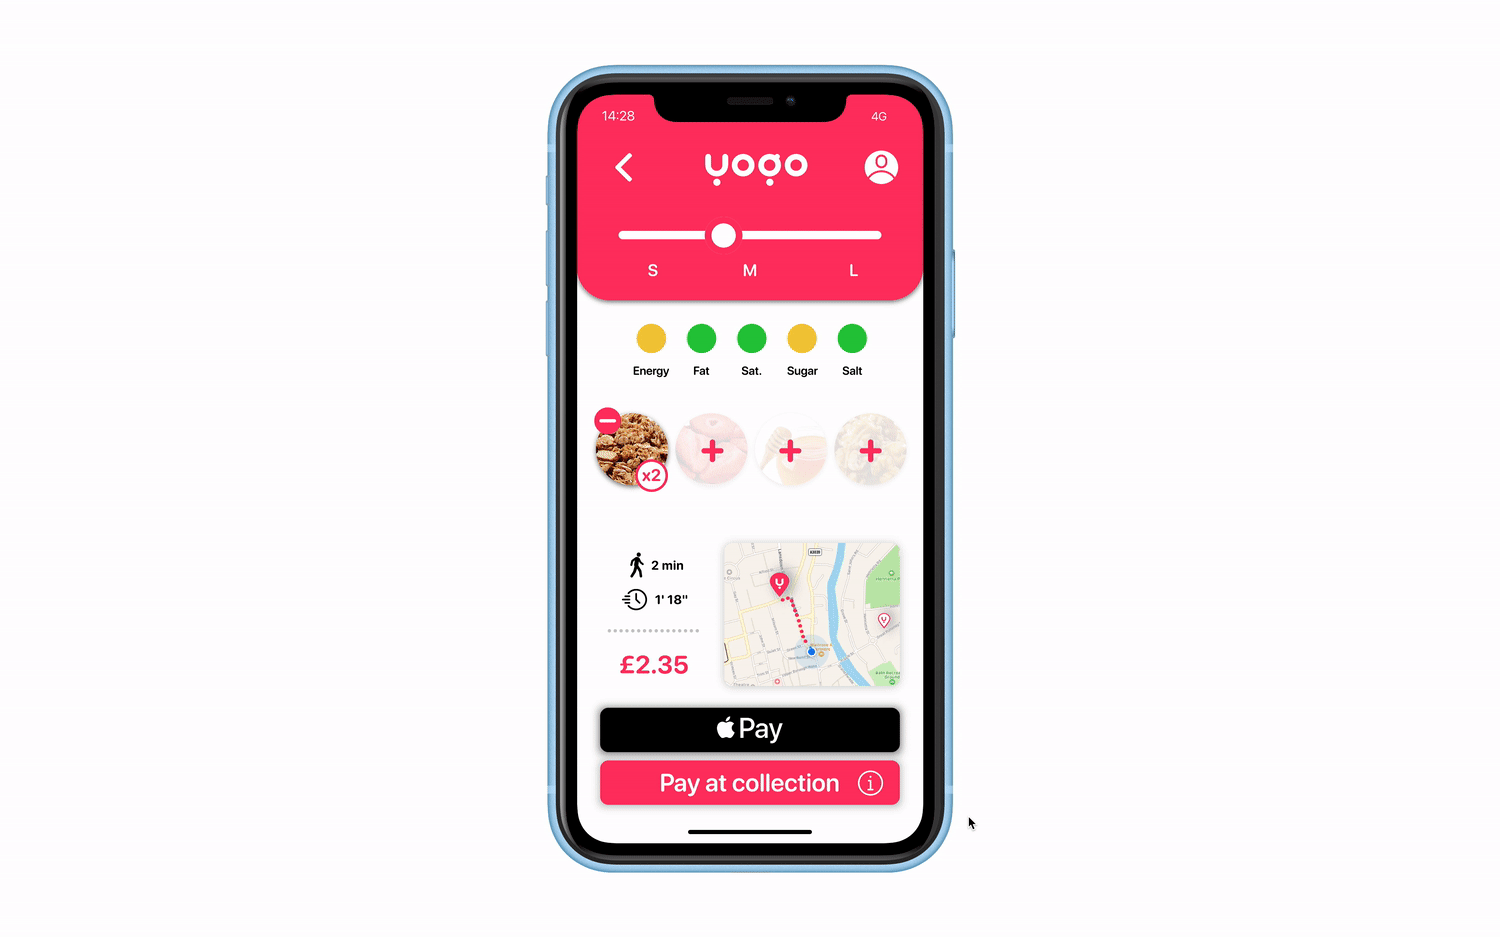 14:28
4G
yogo
S M L
Energy Fat Sat. Sugar Salt
x2
2 min
1' 18"
£2.35
Pay
Pay at collection
i